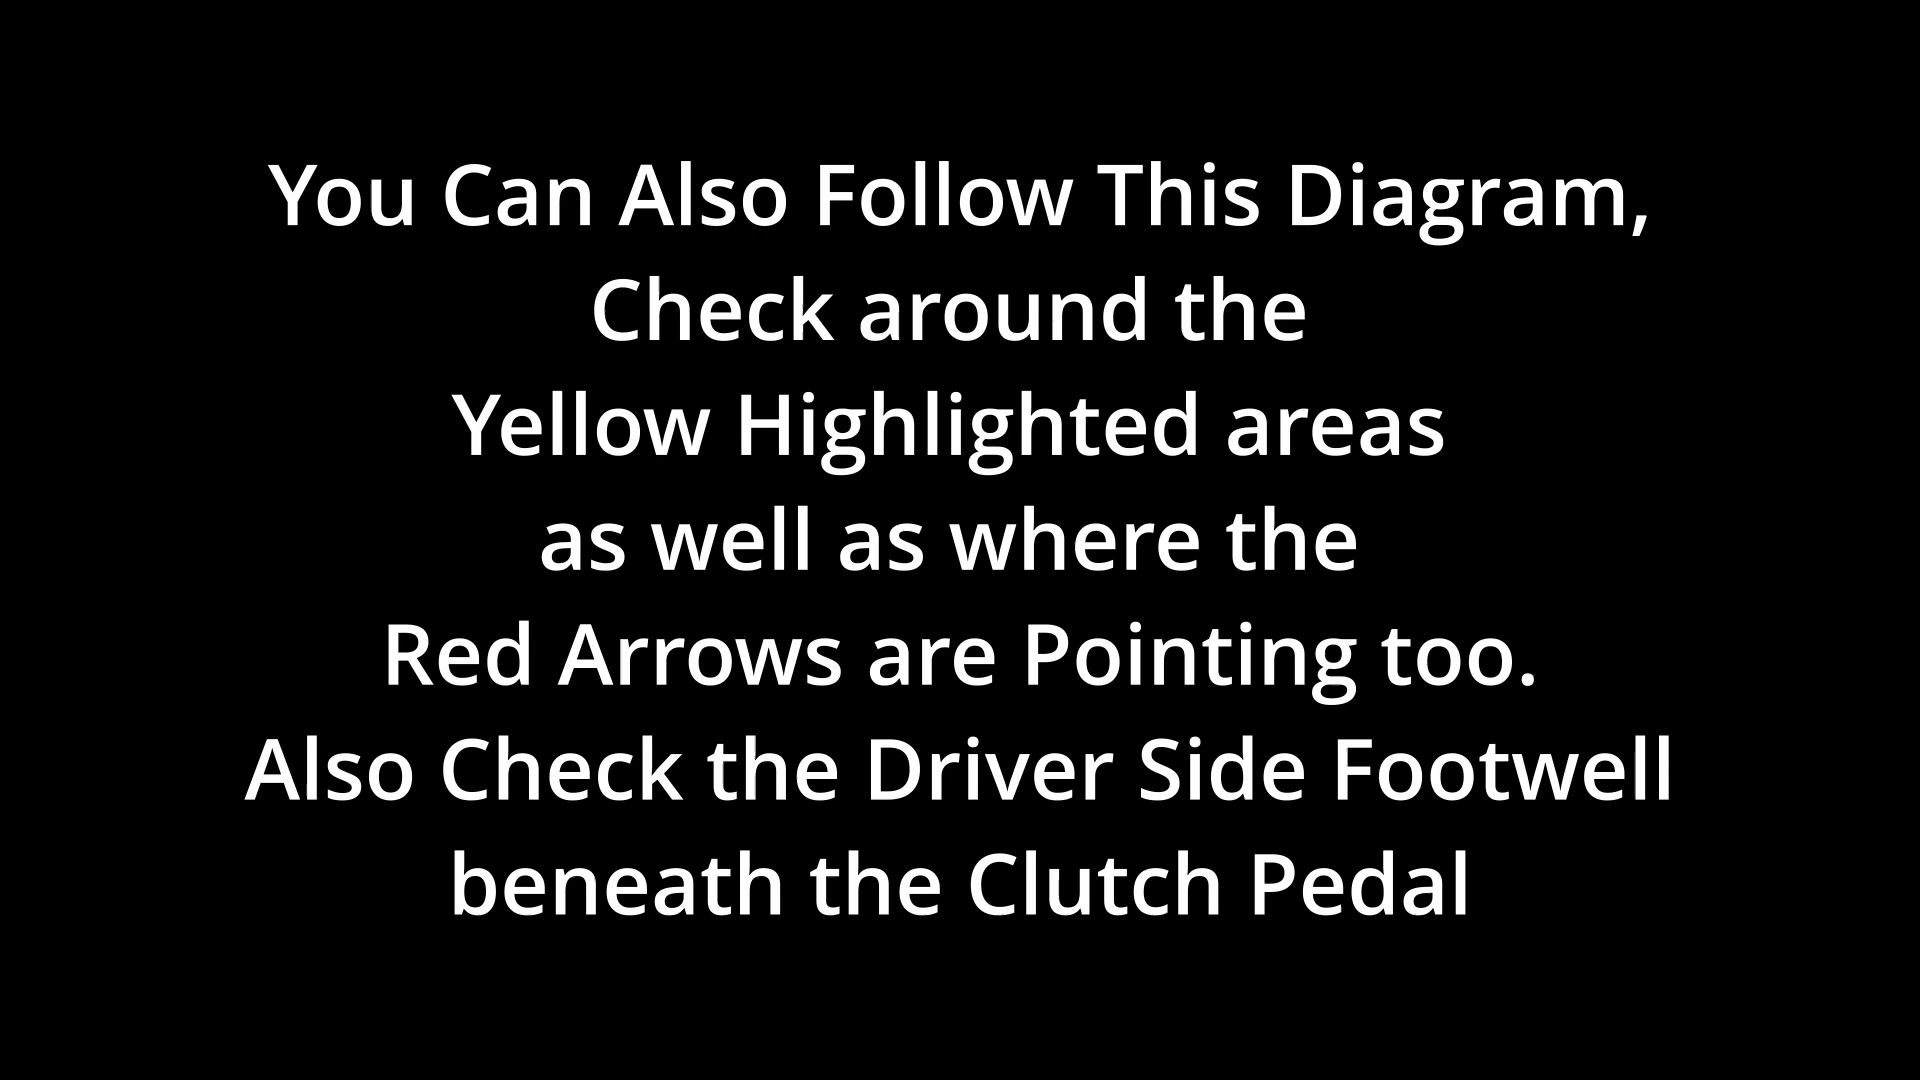 You Can Also Follow This Diagram,
Check around the
Yellow Highlighted areas
as well as where the
Red Arrows are Pointing too.
Also Check the Driver Side Footwell
beneath the Clutch Pedal